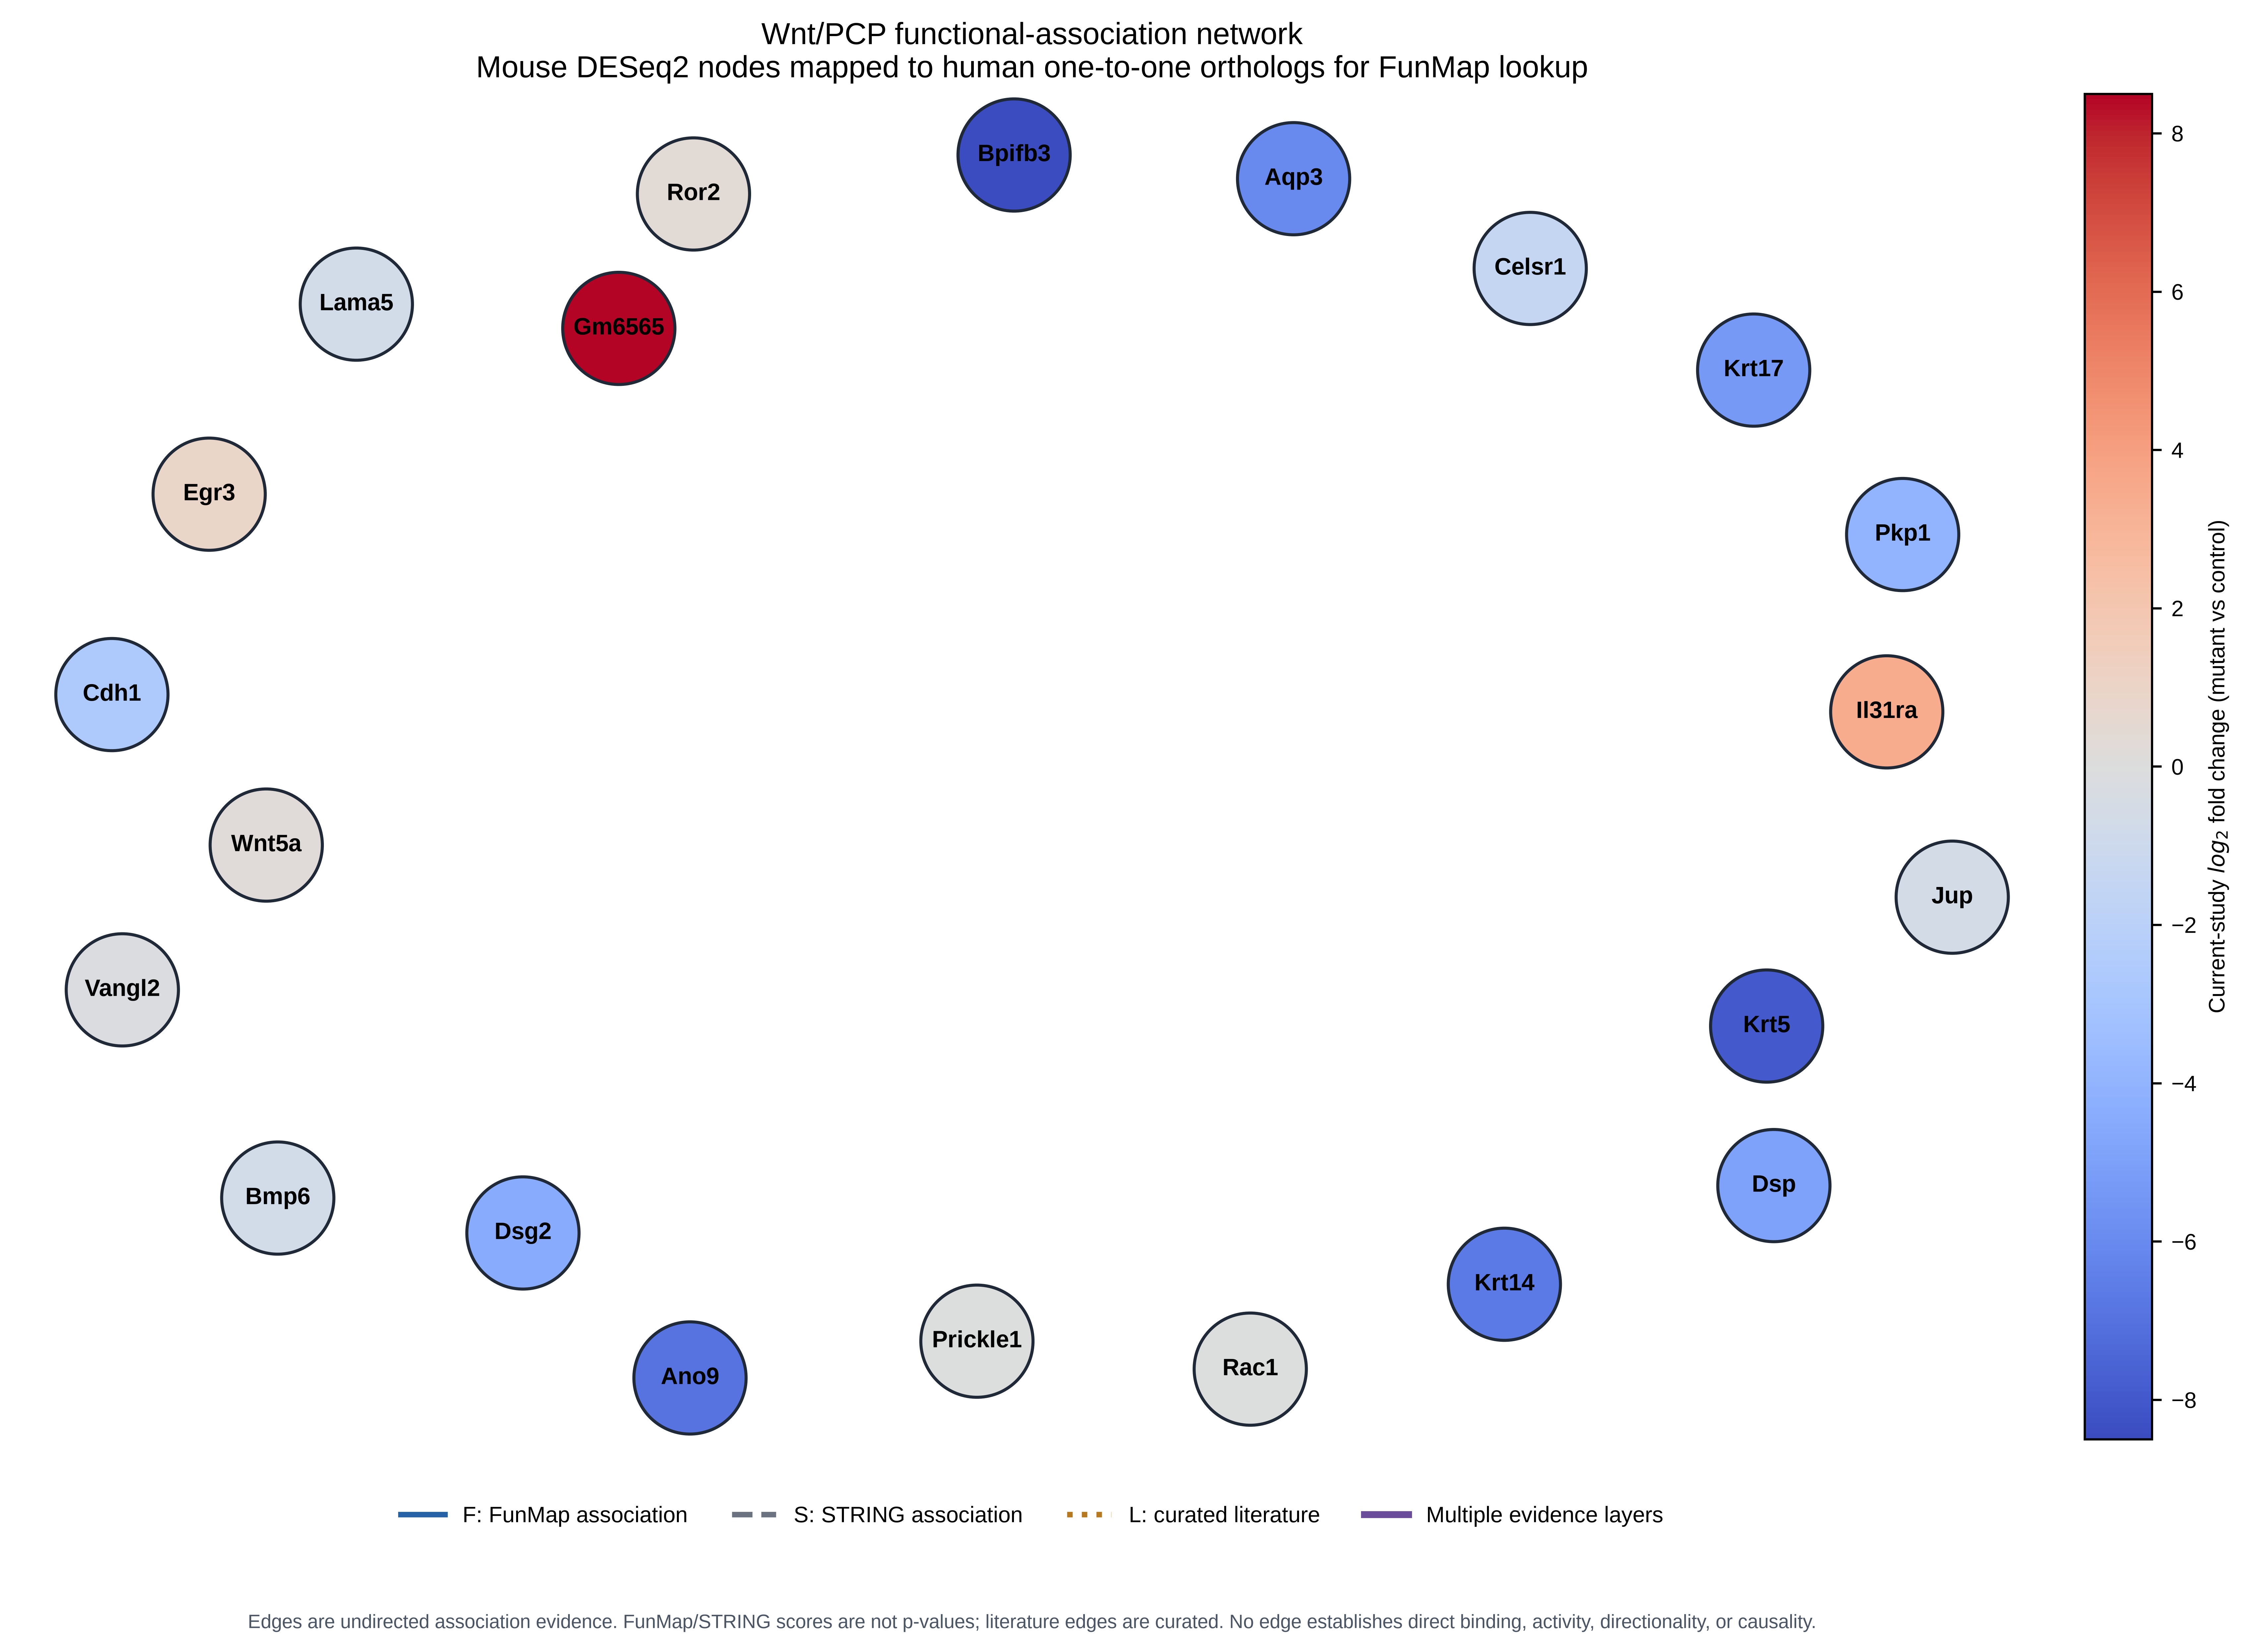 Wnt/PCP functional-association network
Mouse DESeq2 nodes mapped to human one-to-one orthologs for FunMap lookup
Bpifb3
Aqp3
Ror2
Celsr1
Lama5
Gm6565
Krt17
Egr3
Pkp1
Cdh1
Il31ra
Wnt5a
Jup
Vangl2
Krt5
Bmp6
Dsp
Dsg2
Krt14
Prickle1
Rac1
Ano9
8
6
4
2
0
−2
−4
−6
−8
Current-study log2 fold change (mutant vs control)
F: FunMap association
S: STRING association
L: curated literature
Multiple evidence layers
Edges are undirected association evidence. FunMap/STRING scores are not p-values; literature edges are curated. No edge establishes direct binding, activity, directionality, or causality.